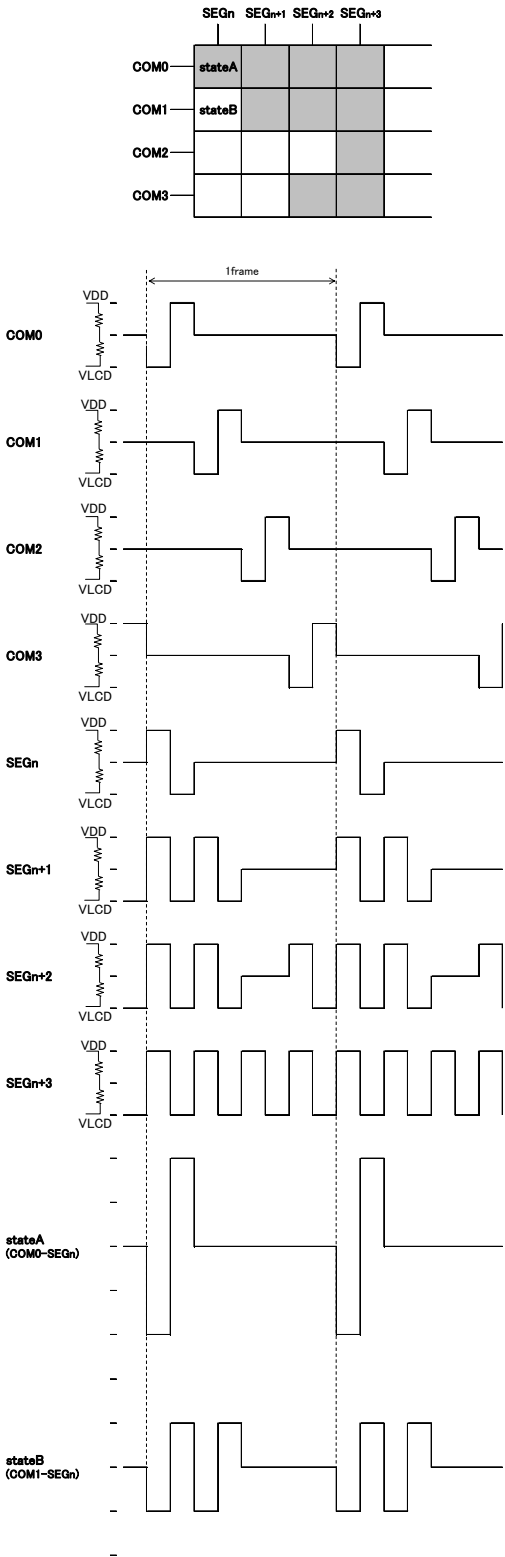 SEGn SEGn+1 SEGn+2 SEGn+3
COM0 stateA
COM1 stateB
COM2
COM3
1frame
VDD
COM0
VLCD
VDD
COM1
VLCD
VDD
COM2
VLCD
VDD
COM3
VLCD
VDD
SEGn
VLCD
VDD
SEGn+1
VLCD
VDD
SEGn+2
VLCD
VDD
SEGn+3
VLCD
stateA
(COM0-SEGn)
stateB
(COM1-SEGn)